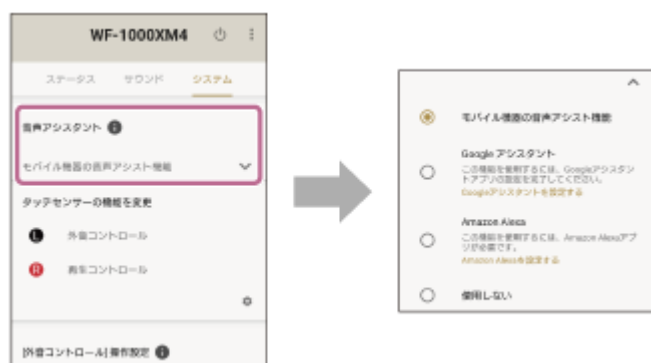 WF-1000XM4
ステータス サウンド システム
音声アシスタント
モバイル機器の音声アシスト機能
タッチセンサーの機能を変更
L 外音コントロール
R 再生コントロール
[外音コントロール] 操作設定
モバイル機器の音声アシスト機能
Google アシスタント
この機能を使用するには、Googleアシスタン
トアプリの設定を完了してください。
Googleアシスタントを設定する
Amazon Alexa
この機能を使用するには、Amazon Alexaアプ
リが必要です。
Amazon Alexaを設定する
使用しない